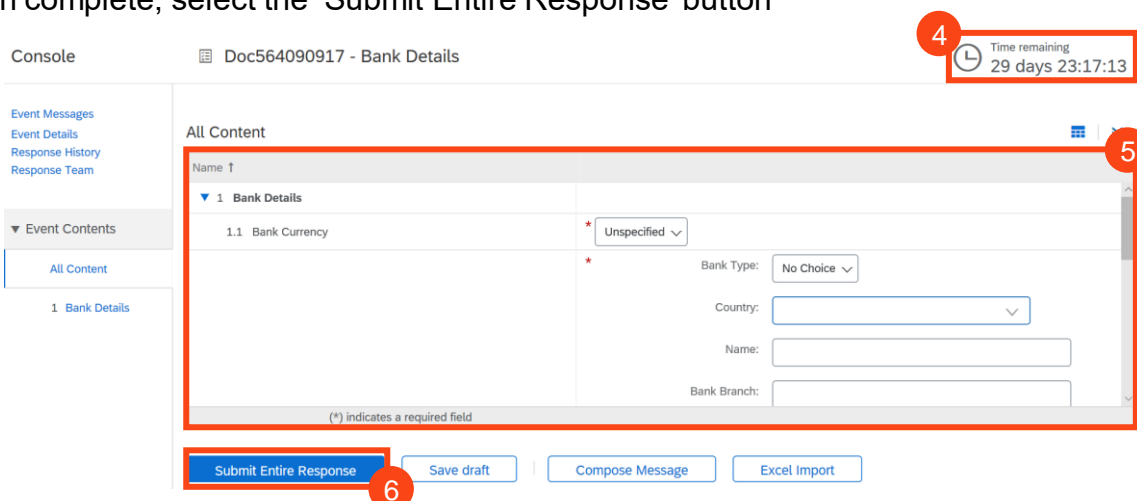 complete, select the 'Submit Entire Response' button
4
Console
Doc564090917 - Bank Details
Time remaining
29 days 23:17:13
Event Messages
Event Details
Response History
Response Team
All Content
5
Name ↑
▼ 1 Bank Details
▼ Event Contents
1.1 Bank Currency
* Unspecified
All Content
* Bank Type: No Choice
1 Bank Details
Country:
Name:
Bank Branch:
(*) indicates a required field
Submit Entire Response
Save draft
Compose Message
Excel Import
6